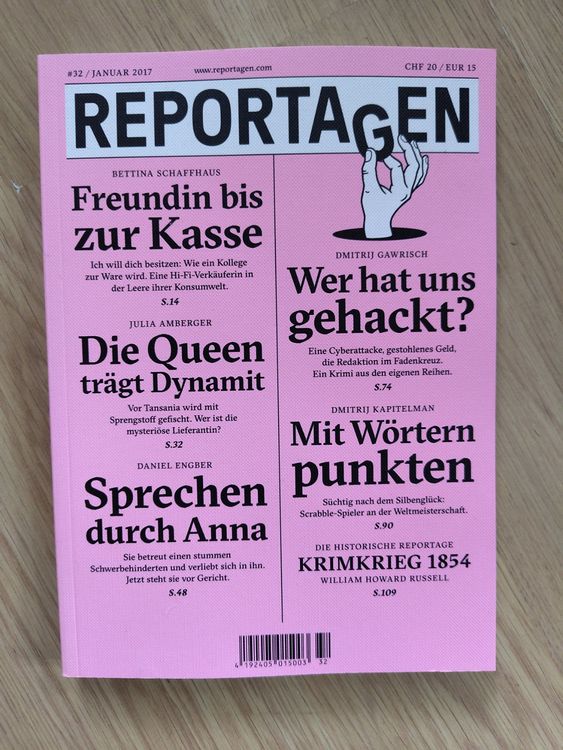 #32 / JANUAR 2017
www.reportagen.com
CHF 20 / EUR 15
REPORTAGEN
BETTINA SCHAFFHAUS
Freundin bis
zur Kasse
Ich will dich besitzen: Wie ein Kollege
zur Ware wird. Eine Hi-Fi-Verkäuferin in
der Leere ihrer Konsumwelt.
S.14
JULIA AMBERGER
Die Queen
trägt Dynamit
Vor Tansania wird mit
Sprengstoff gefischt. Wer ist die
mysteriöse Lieferantin?
S.32
DANIEL ENGBER
Sprechen
durch Anna
Sie betreut einen stummen
Schwerbehinderten und verliebt sich in ihn.
Jetzt steht sie vor Gericht.
S.48
DMITRIJ GAWRISCH
Wer hat uns
gehackt?
Eine Cyberattacke, gestohlenes Geld,
die Redaktion im Fadenkreuz.
Ein Krimi aus den eigenen Reihen.
S.74
DMITRIJ KAPITELMAN
Mit Wörtern
punkten
Süchtig nach dem Silbenglück:
Scrabble-Spieler an der Weltmeisterschaft.
S.90
DIE HISTORISCHE REPORTAGE
KRIMKRIEG 1854
WILLIAM HOWARD RUSSELL
S.109
4 192405 015003 32